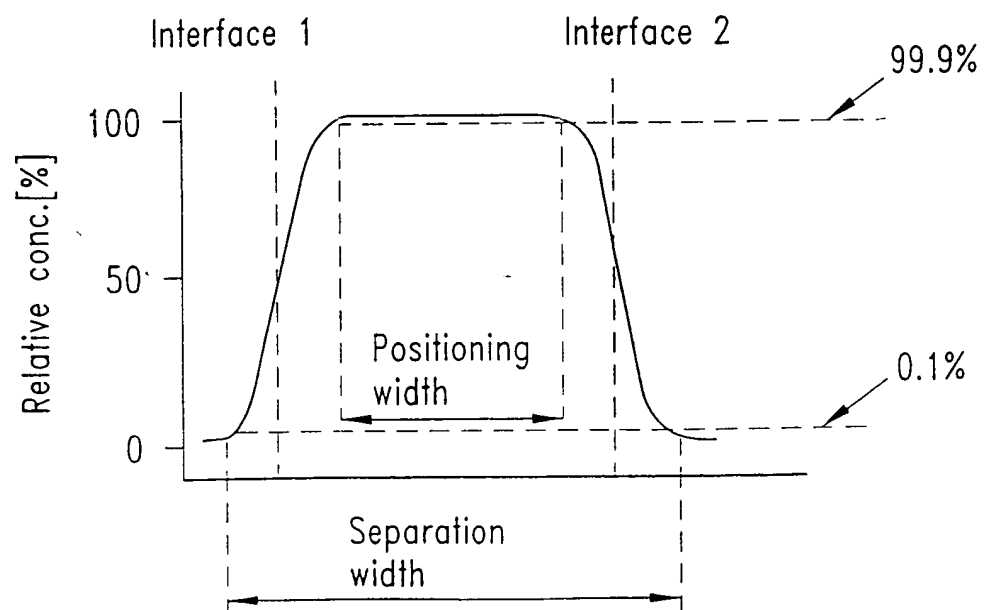 Interface 1
Interface 2
99.9%
100
Relative conc.[%]
50
Positioning
width
0.1%
0
Separation
width